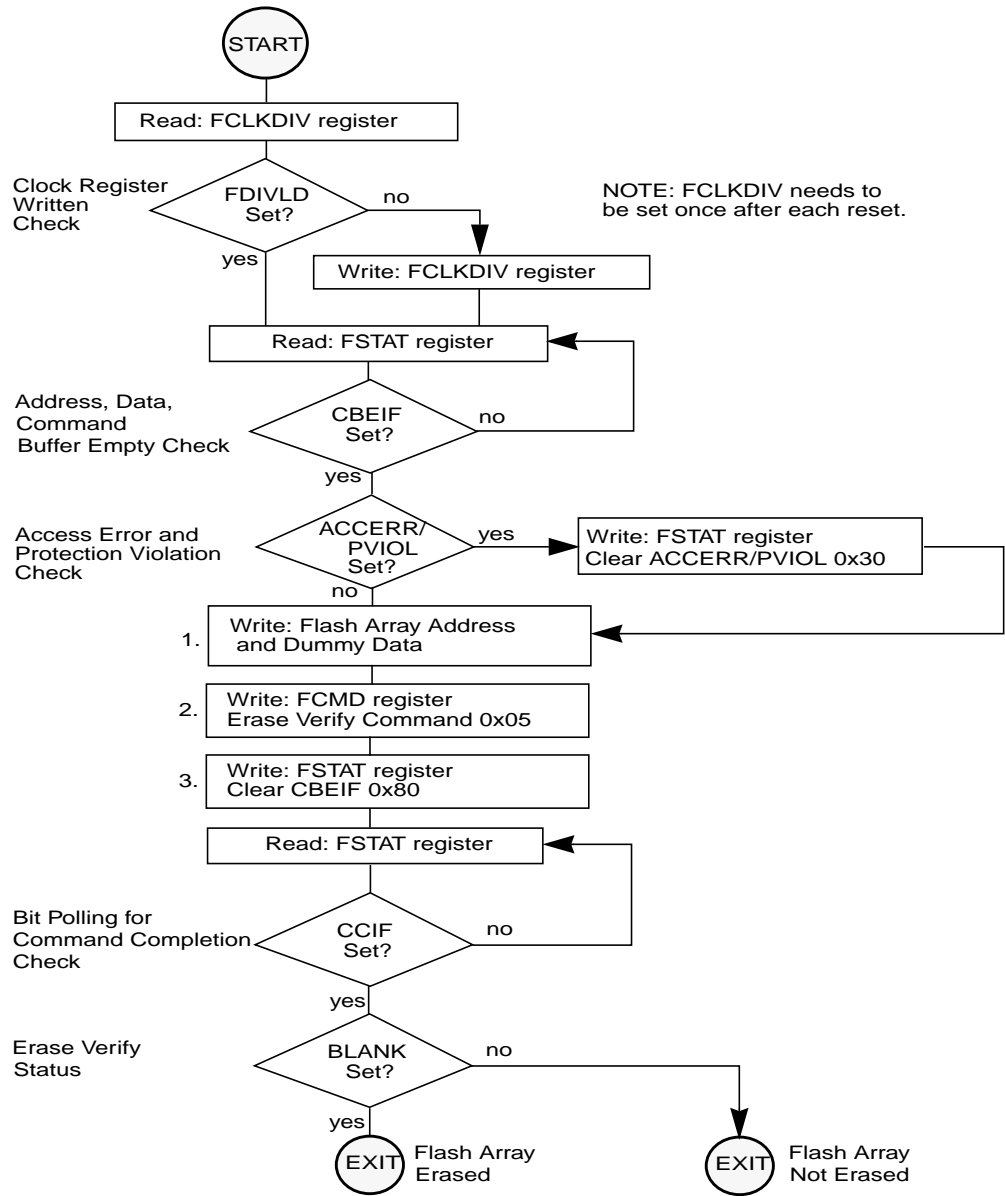 START
Read: FCLKDIV register
Clock Register
Written
Check
FDIVLD
Set?
no
yes
NOTE: FCLKDIV needs to
be set once after each reset.
Write: FCLKDIV register
Read: FSTAT register
Address, Data,
Command
Buffer Empty Check
CBEIF
Set?
no
yes
Access Error and
Protection Violation
Check
ACCERR/
PVIOL
Set?
yes
no
Write: FSTAT register
Clear ACCERR/PVIOL 0x30
1.
Write: Flash Array Address
and Dummy Data
2.
Write: FCMD register
Erase Verify Command 0x05
3.
Write: FSTAT register
Clear CBEIF 0x80
Read: FSTAT register
Bit Polling for
Command Completion
Check
CCIF
Set?
no
yes
Erase Verify
Status
BLANK
Set?
no
yes
EXIT
Flash Array
Erased
EXIT
Flash Array
Not Erased